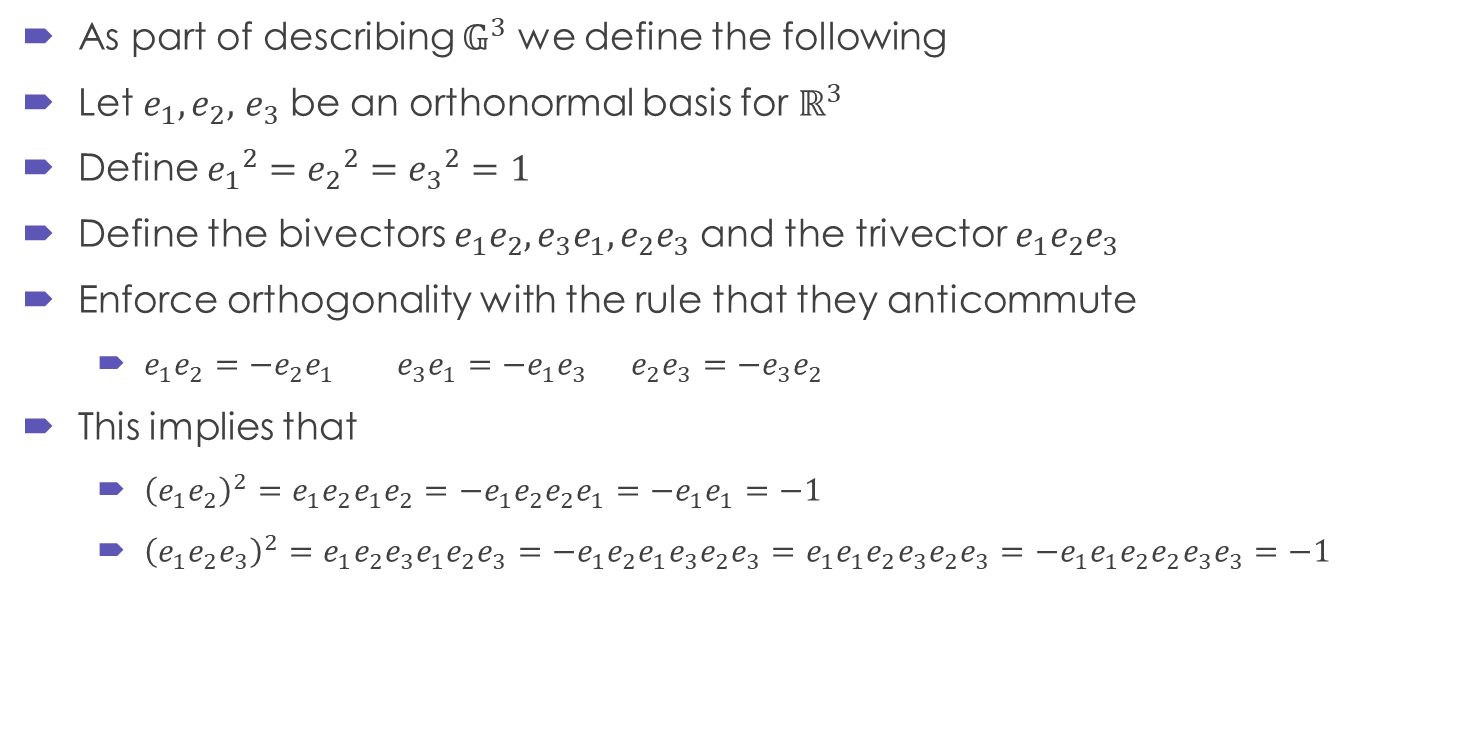 As part of describing 𝔾³ we define the following
Let e₁, e₂, e₃ be an orthonormal basis for ℝ³
Define e₁² = e₂² = e₃² = 1
Define the bivectors e₁e₂, e₃e₁, e₂e₃ and the trivector e₁e₂e₃
Enforce orthogonality with the rule that they anticommute
e₁e₂ = −e₂e₁ e₃e₁ = −e₁e₃ e₂e₃ = −e₃e₂
This implies that
(e₁e₂)² = e₁e₂e₁e₂ = −e₁e₂e₂e₁ = −e₁e₁ = −1
(e₁e₂e₃)² = e₁e₂e₃e₁e₂e₃ = −e₁e₂e₁e₃e₂e₃ = e₁e₁e₂e₃e₂e₃ = −e₁e₁e₂e₂e₃e₃ = −1